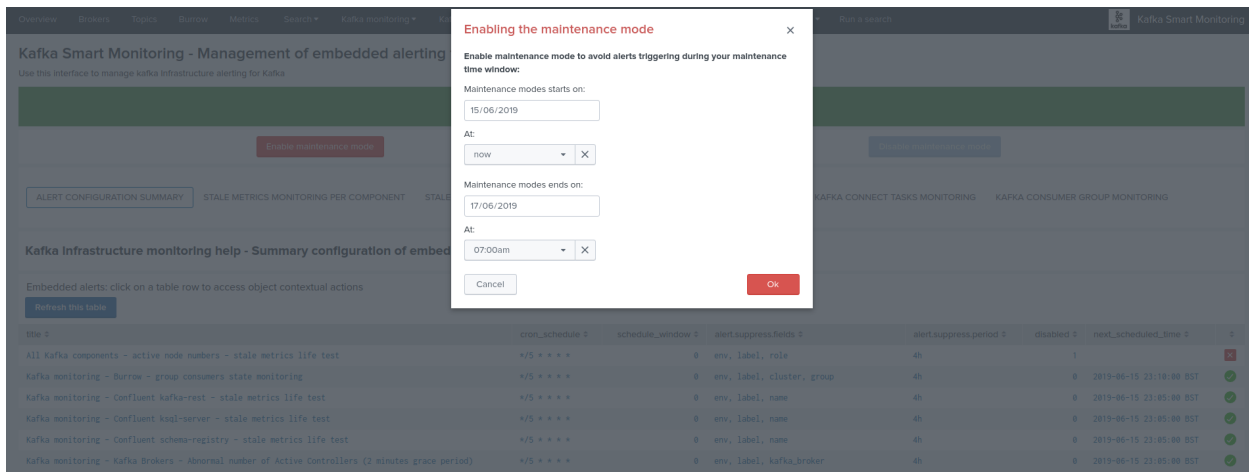 Overview Brokers Topics Burrow Metrics Search Kafka monitoring Run a search Kafka Smart Monitoring
kafka
Kafka Smart Monitoring - Management of embedded alerting
Use this interface to manage kafka infrastructure alerting for Kafka
Enable maintenance mode Disable maintenance mode
Enabling the maintenance mode
Enable maintenance mode to avoid alerts triggering during your maintenance
time window:
Maintenance modes starts on:
15/06/2019
At:
now
Maintenance modes ends on:
17/06/2019
At:
07:00am
Cancel Ok
ALERT CONFIGURATION SUMMARY STALE METRICS MONITORING PER COMPONENT STALE KAFKA CONNECT TASKS MONITORING KAFKA CONSUMER GROUP MONITORING
Kafka infrastructure monitoring help - Summary configuration of embed
Embedded alerts: click on a table row to access object contextual actions
Refresh this table
title cron_schedule schedule_window alert.suppress.fields alert.suppress.period disabled next_scheduled_time
All Kafka components - active node numbers - stale metrics life test */5 * * * * 0 env, label, role 4h 1
Kafka monitoring - Burrow - group consumers state monitoring */5 * * * * 0 env, label, cluster, group 4h 0 2019-06-15 23:10:00 BST
Kafka monitoring - Confluent kafka-rest - stale metrics life test */5 * * * * 0 env, label, name 4h 0 2019-06-15 23:05:00 BST
Kafka monitoring - Confluent ksql-server - stale metrics life test */5 * * * * 0 env, label, name 4h 0 2019-06-15 23:05:00 BST
Kafka monitoring - Confluent schema-registry - stale metrics life test */5 * * * * 0 env, label, name 4h 0 2019-06-15 23:05:00 BST
Kafka monitoring - Kafka Brokers - Abnormal number of Active Controllers (2 minutes grace period) */5 * * * * 0 env, label, kafka_broker 4h 0 2019-06-15 23:05:00 BST